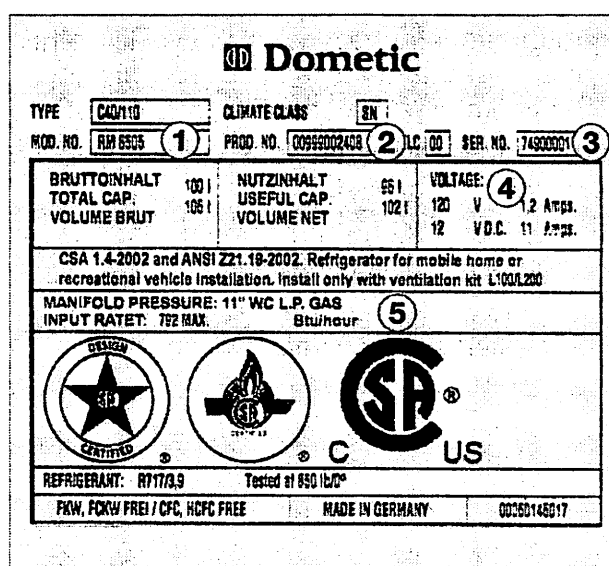 Dometic
TYPE C40/110 CLIMATE CLASS SN
MOD. NO. RM 6505 1 PROD. NO. 00999002408 2 LC 00 SER. NO. 74900001 3
BRUTTOINHALT 100 l NUTZINHALT 96 l VOLTAGE: 4
TOTAL CAP. 106 l USEFUL CAP. 102 l 120 V 1,2 Amps.
VOLUME BRUT VOLUME NET 12 V D.C. 11 Amps.
CSA 1.4-2002 and ANSI Z21.19-2002. Refrigerator for mobile home or
recreational vehicle installation. Install only with ventilation kit L100/L200
MANIFOLD PRESSURE: 11" WC L.P. GAS
INPUT RATET: 792 MAX. Btu/hour 5
DESIGN
CERTIFIED ®
CERTIFIED ®
CSA ®
C US
REFRIGERANT: R717/3,9 Tested at 850 lb/
FKW, FCKW FREI / CFC, HCFC FREE MADE IN GERMANY